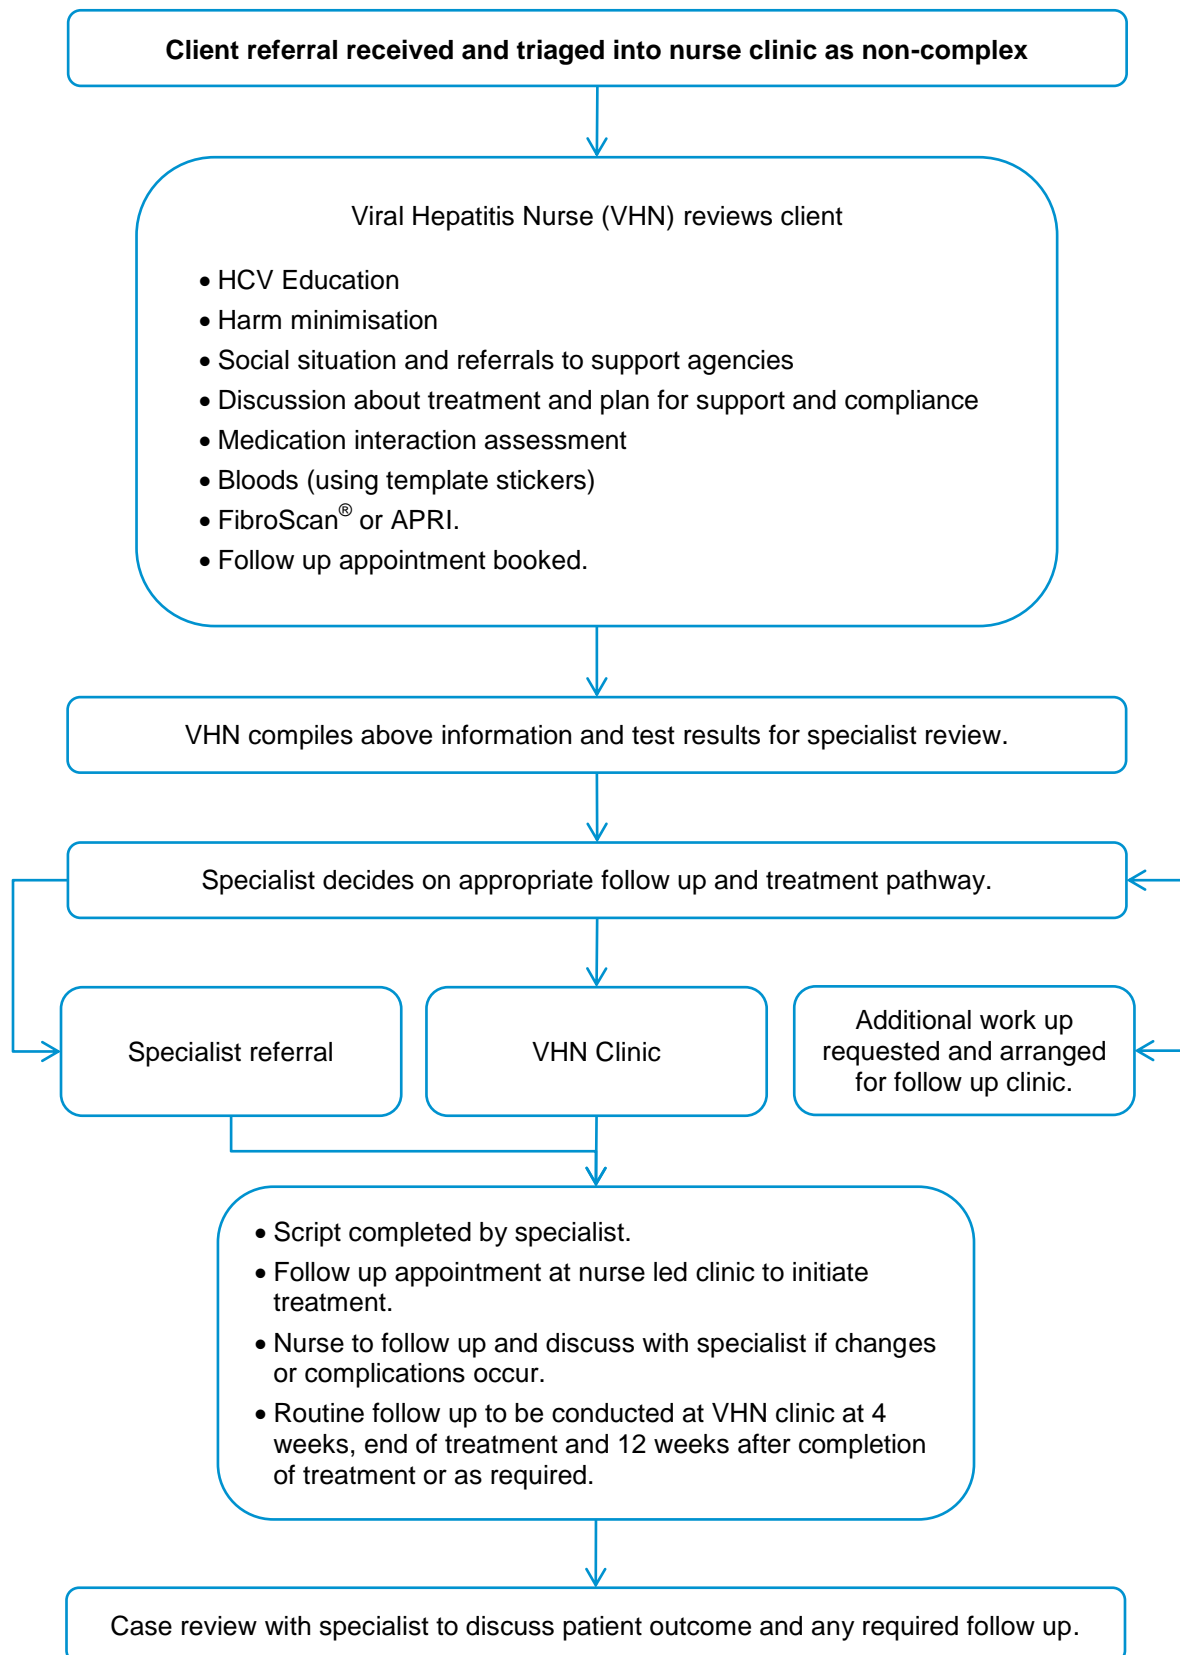 Client referral received and triaged into nurse clinic as non-complex
Viral Hepatitis Nurse (VHN) reviews client
• HCV Education
• Harm minimisation
• Social situation and referrals to support agencies
• Discussion about treatment and plan for support and compliance
• Medication interaction assessment
• Bloods (using template stickers)
• FibroScan® or APRI.
• Follow up appointment booked.
VHN compiles above information and test results for specialist review.
Specialist decides on appropriate follow up and treatment pathway.
Specialist referral
VHN Clinic
Additional work up
requested and arranged
for follow up clinic.
• Script completed by specialist.
• Follow up appointment at nurse led clinic to initiate
treatment.
• Nurse to follow up and discuss with specialist if changes
or complications occur.
• Routine follow up to be conducted at VHN clinic at 4
weeks, end of treatment and 12 weeks after completion
of treatment or as required.
Case review with specialist to discuss patient outcome and any required follow up.